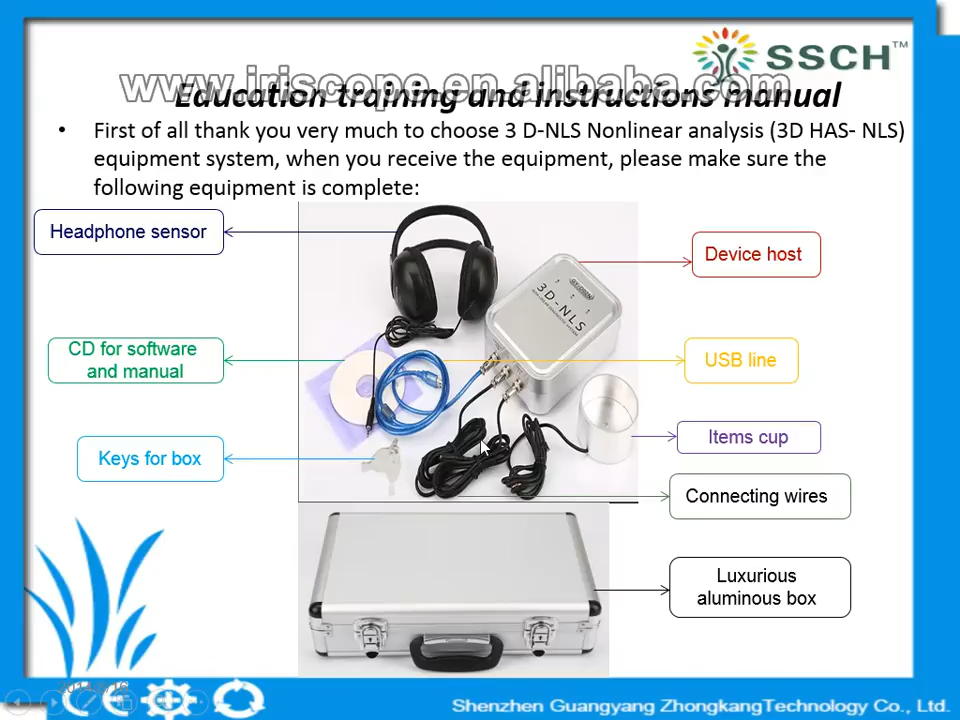 SSCH™
www.iriscope.en.alibaba.com
Education training and instructions manual
• First of all thank you very much to choose 3 D-NLS Nonlinear analysis (3D HAS- NLS)
equipment system, when you receive the equipment, please make sure the
following equipment is complete:
Headphone sensor
Device host
3D-NLS
CD for software
and manual
USB line
Items cup
Keys for box
Connecting wires
Luxurious
aluminous box
Shenzhen Guangyang ZhongkangTechnology Co., Ltd.